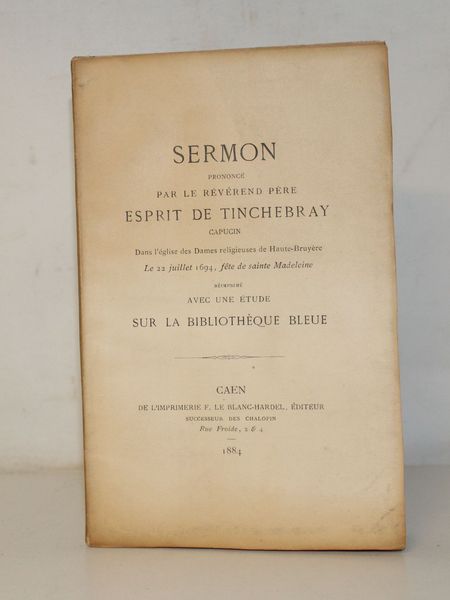 SERMON
PRONONCÉ
PAR LE RÉVÉREND PÈRE
ESPRIT DE TINCHEBRAY
CAPUCIN
Dans l'église des Dames religieuses de Haute-Bruyère
Le 22 juillet 1694, fête de sainte Madeleine
RÉIMPRIMÉ
AVEC UNE ÉTUDE
SUR LA BIBLIOTHÈQUE BLEUE
CAEN
DE L'IMPRIMERIE F. LE BLANC-HARDEL, ÉDITEUR
SUCCESSEUR DES CHALOPIN
Rue Froide, 2 & 4
1884